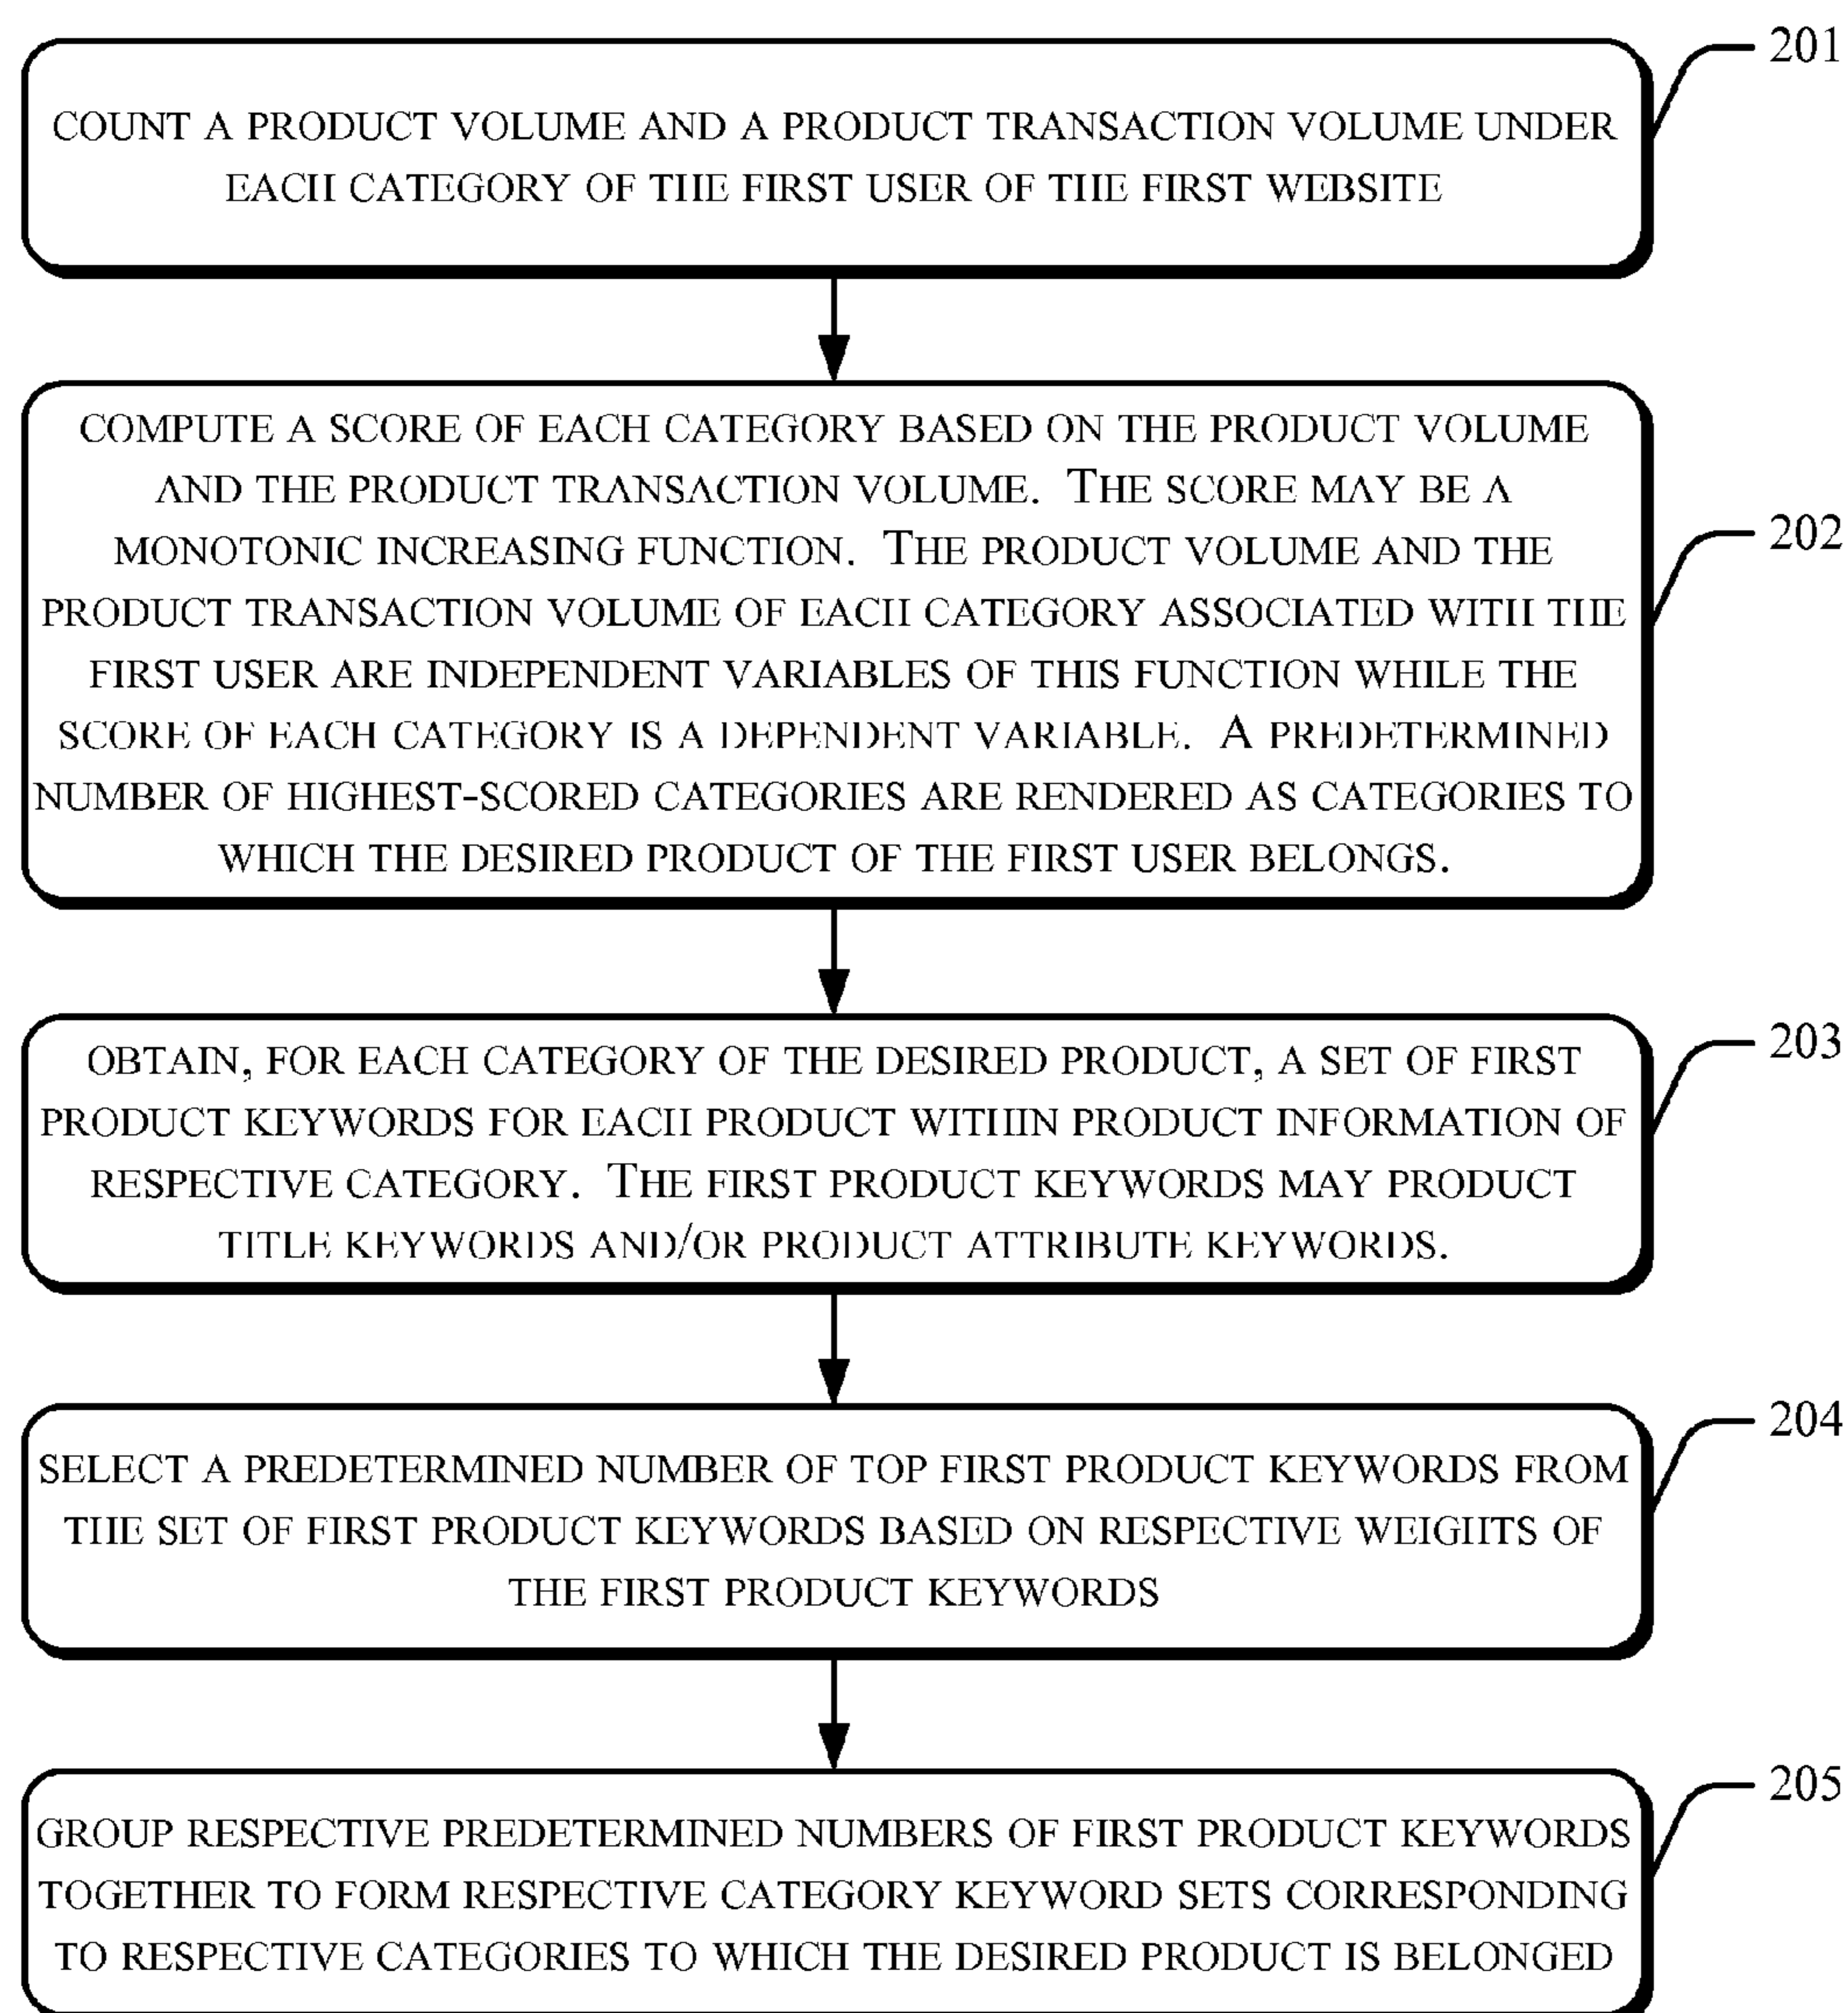 201
COUNT A PRODUCT VOLUME AND A PRODUCT TRANSACTION VOLUME UNDER
EACH CATEGORY OF THE FIRST USER OF THE FIRST WEBSITE
COMPUTE A SCORE OF EACH CATEGORY BASED ON THE PRODUCT VOLUME
AND THE PRODUCT TRANSACTION VOLUME. THE SCORE MAY BE A
MONOTONIC INCREASING FUNCTION. THE PRODUCT VOLUME AND THE
202
PRODUCT TRANSACTION VOLUME OF EACH CATEGORY ASSOCIATED WITH THE
FIRST USER ARE INDEPENDENT VARIABLES OF THIS FUNCTION WHILE THE
SCORE OF EACH CATEGORY IS A DEPENDENT VARIABLE. A PREDETERMINED
NUMBER OF HIGHEST-SCORED CATEGORIES ARE RENDERED AS CATEGORIES TO
WHICH THE DESIRED PRODUCT OF THE FIRST USER BELONGS.
203
OBTAIN, FOR EACH CATEGORY OF THE DESIRED PRODUCT, A SET OF FIRST
PRODUCT KEYWORDS FOR EACH PRODUCT WITHIN PRODUCT INFORMATION OF
RESPECTIVE CATEGORY. THE FIRST PRODUCT KEYWORDS MAY PRODUCT
TITLE KEYWORDS AND/OR PRODUCT ATTRIBUTE KEYWORDS.
204
SELECT A PREDETERMINED NUMBER OF TOP FIRST PRODUCT KEYWORDS FROM
THE SET OF FIRST PRODUCT KEYWORDS BASED ON RESPECTIVE WEIGHTS OF
THE FIRST PRODUCT KEYWORDS
205
GROUP RESPECTIVE PREDETERMINED NUMBERS OF FIRST PRODUCT KEYWORDS
TOGETHER TO FORM RESPECTIVE CATEGORY KEYWORD SETS CORRESPONDING
TO RESPECTIVE CATEGORIES TO WHICH THE DESIRED PRODUCT IS BELONGED